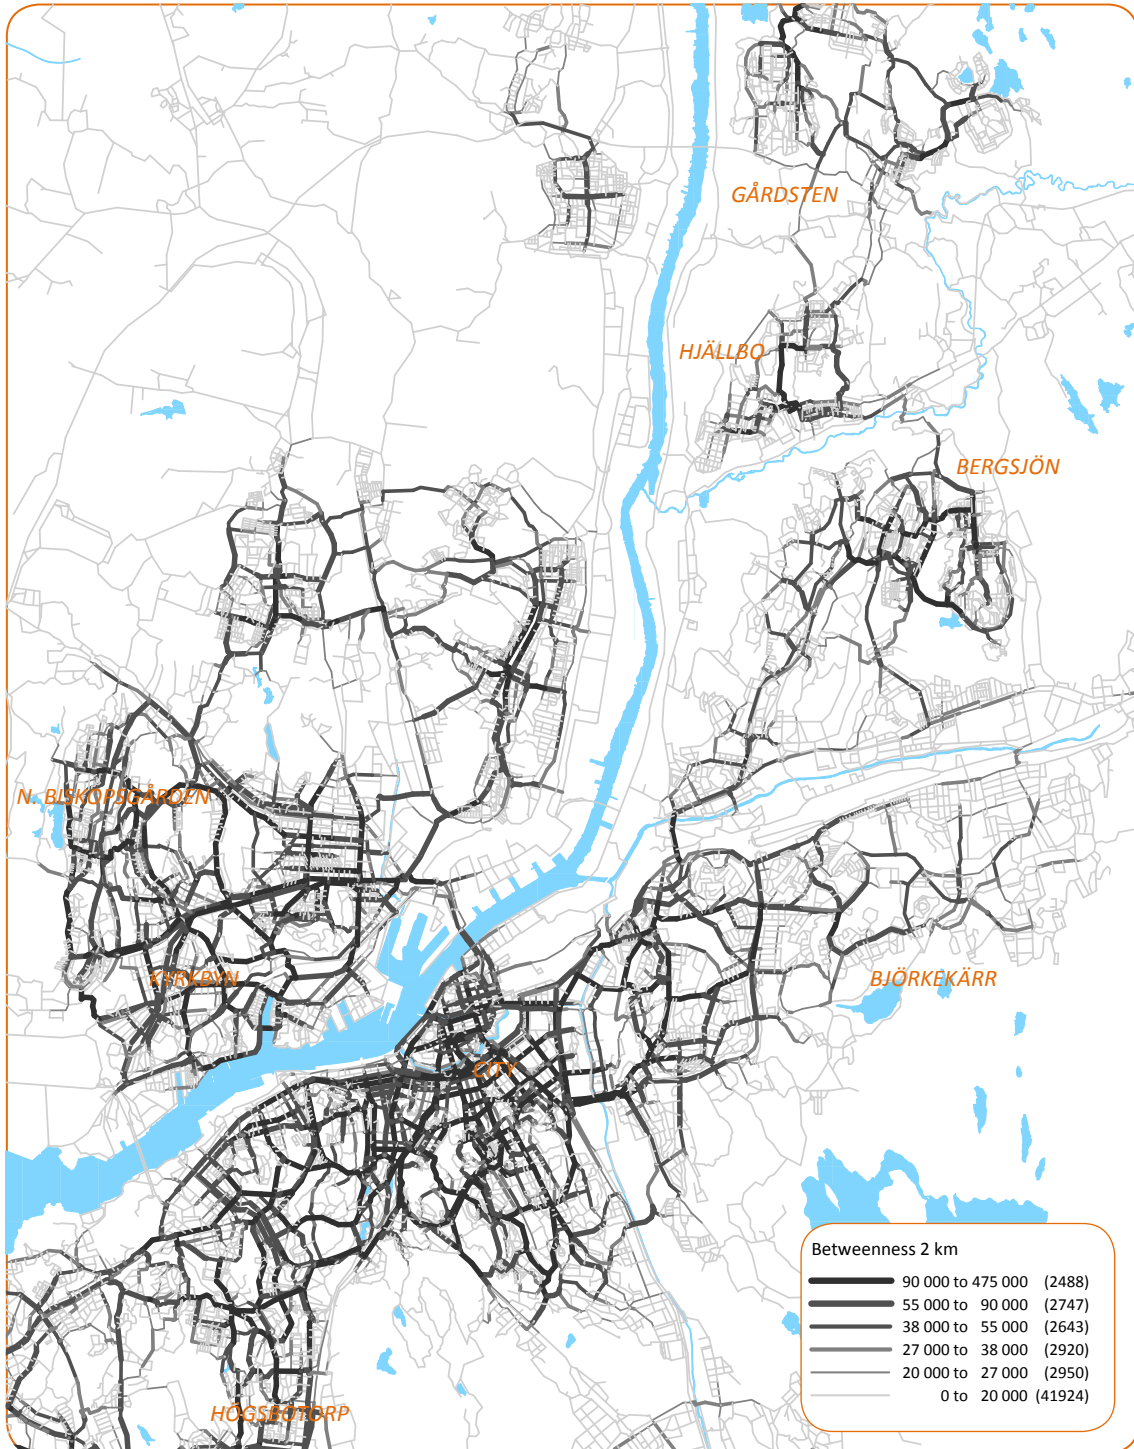 GÅRDSTEN
HJÄLLBO
BERGSJÖN
N. BISKOPSGÅRDEN
KYRKBYN
BJÖRKEKÄRR
CITY
HÖGSBOTORP
Betweenness 2 km
90 000 to 475 000 (2488)
55 000 to 90 000 (2747)
38 000 to 55 000 (2643)
27 000 to 38 000 (2920)
20 000 to 27 000 (2950)
0 to 20 000 (41924)